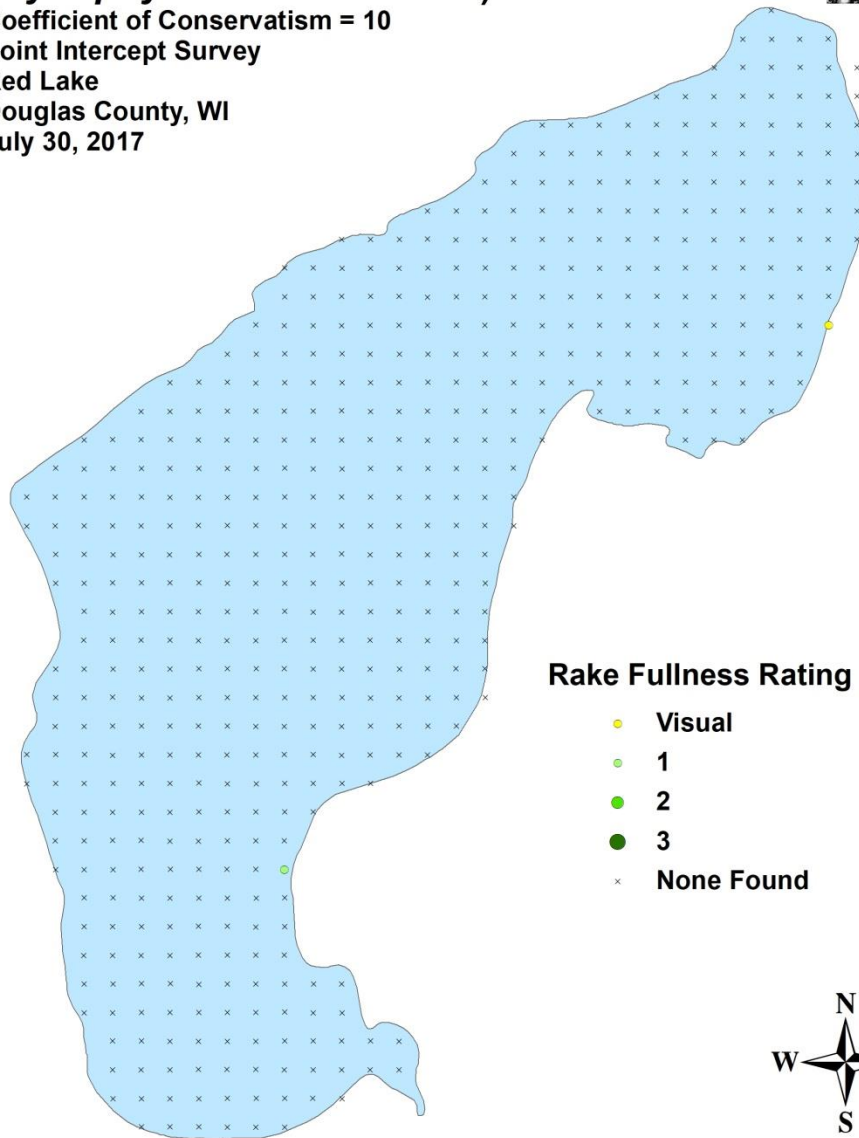 oefficient of Conservatism = 10
oint Intercept Survey
ed Lake
ouglas County, WI
uly 30, 2017
Rake Fullness Rating
Visual
1
2
3
None Found
N
W
S